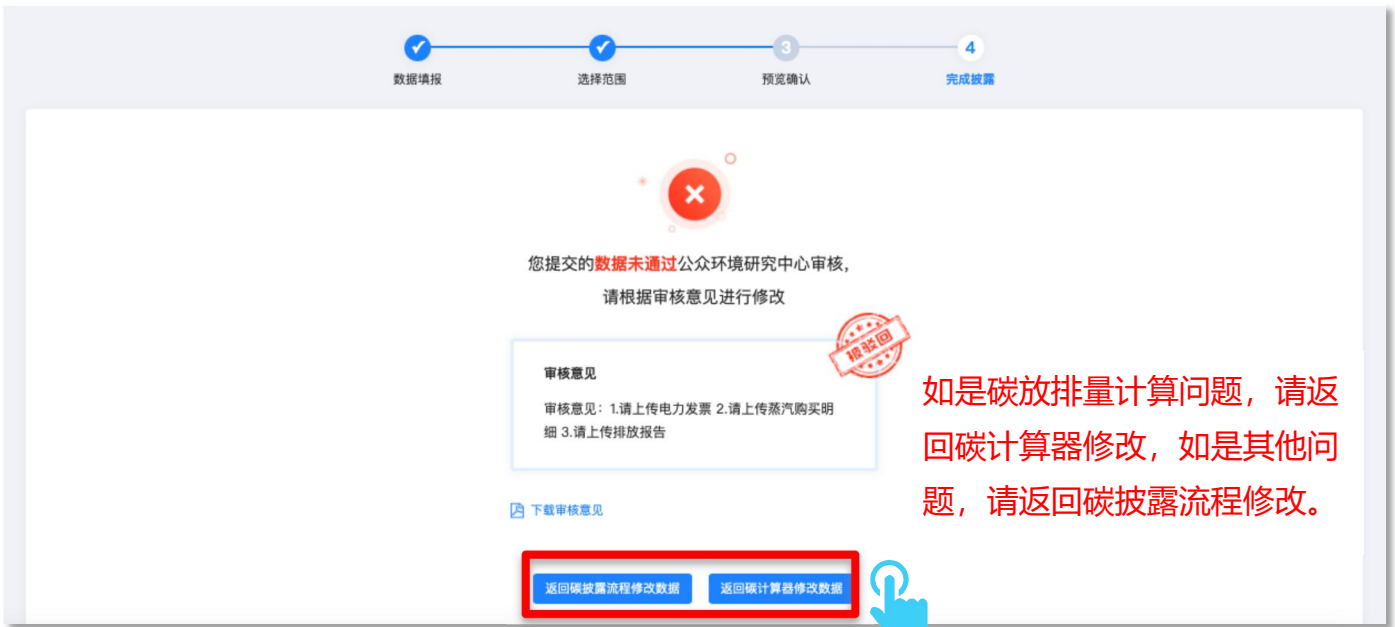 3
4
数据填报
选择范围
预览确认
完成披露
您提交的数据未通过公众环境研究中心审核，
请根据审核意见进行修改
被驳回
审核意见
审核意见：1.请上传电力发票 2.请上传蒸汽购买明
细 3.请上传排放报告
如是碳放排量计算问题，请返
回碳计算器修改，如是其他问
题，请返回碳披露流程修改。
下载审核意见
返回碳披露流程修改数据
返回碳计算器修改数据